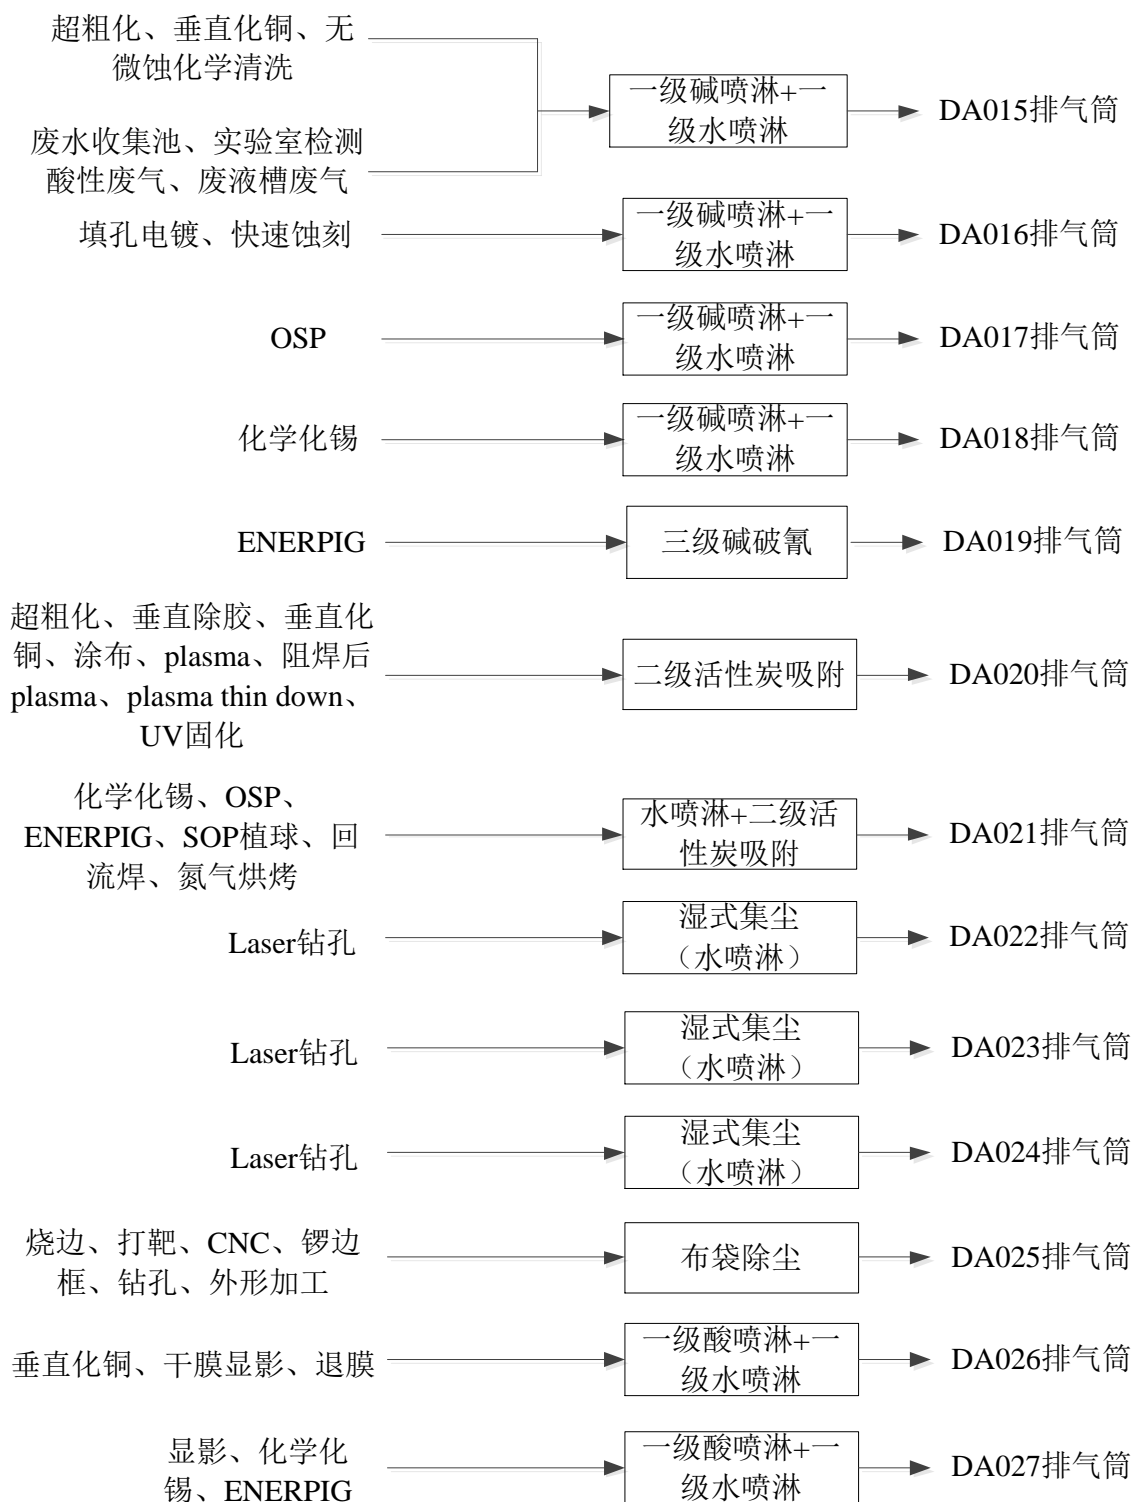 超粗化、垂直化铜、无
微蚀化学清洗
一级碱喷淋+一
级水喷淋
DA015排气筒
废水收集池、实验室检测
酸性废气、废液槽废气
填孔电镀、快速蚀刻
一级碱喷淋+一
级水喷淋
DA016排气筒
OSP
一级碱喷淋+一
级水喷淋
DA017排气筒
化学化锡
一级碱喷淋+一
级水喷淋
DA018排气筒
ENERPIG
三级碱破氰
DA019排气筒
超粗化、垂直除胶、垂直化
铜、涂布、plasma、阻焊后
plasma、plasma thin down、
UV固化
二级活性炭吸附
DA020排气筒
化学化锡、OSP、
ENERPIG、SOP植球、回
流焊、氮气烘烤
水喷淋+二级活
性炭吸附
DA021排气筒
Laser钻孔
湿式集尘
（水喷淋）
DA022排气筒
Laser钻孔
湿式集尘
（水喷淋）
DA023排气筒
Laser钻孔
湿式集尘
（水喷淋）
DA024排气筒
烧边、打靶、CNC、锣边
框、钻孔、外形加工
布袋除尘
DA025排气筒
垂直化铜、干膜显影、退膜
一级酸喷淋+一
级水喷淋
DA026排气筒
显影、化学化
锡、ENERPIG
一级酸喷淋+一
级水喷淋
DA027排气筒